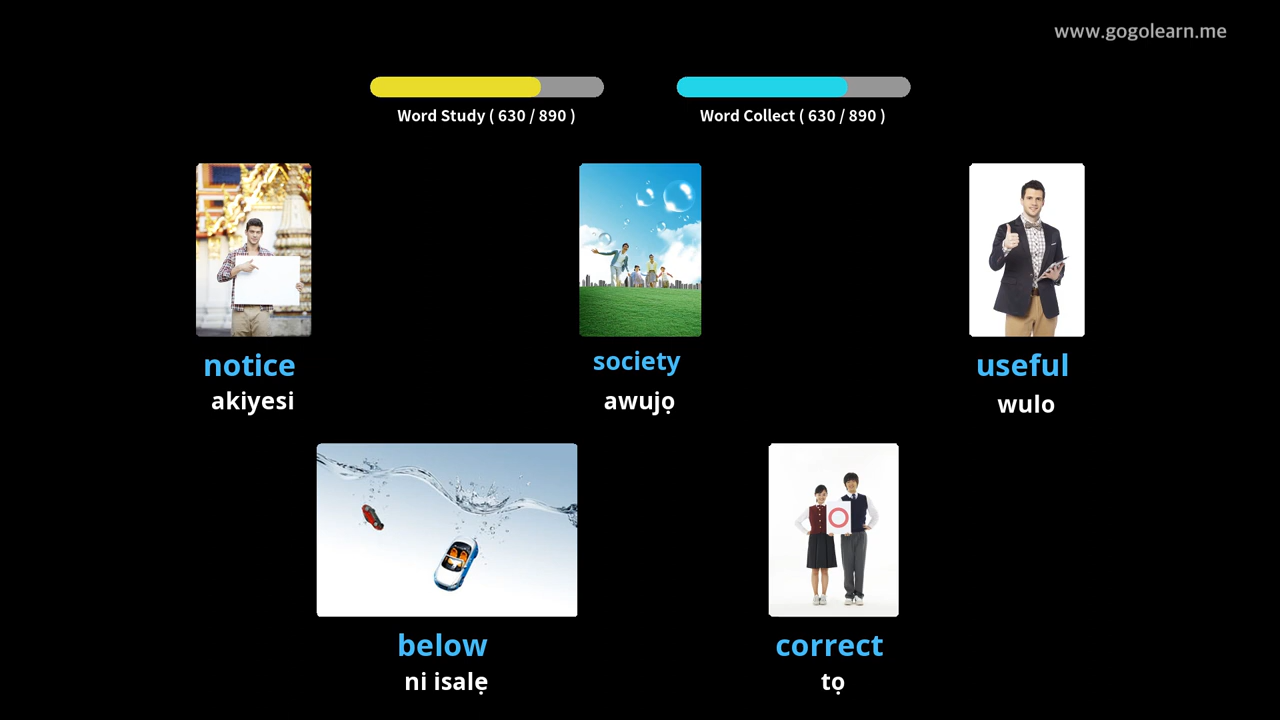 www.gogolearn.me
Word Study ( 630 / 890 )
Word Collect ( 630 / 890 )
notice
akiyesi
society
awujọ
useful
wulo
below
ni isalẹ
correct
tọ